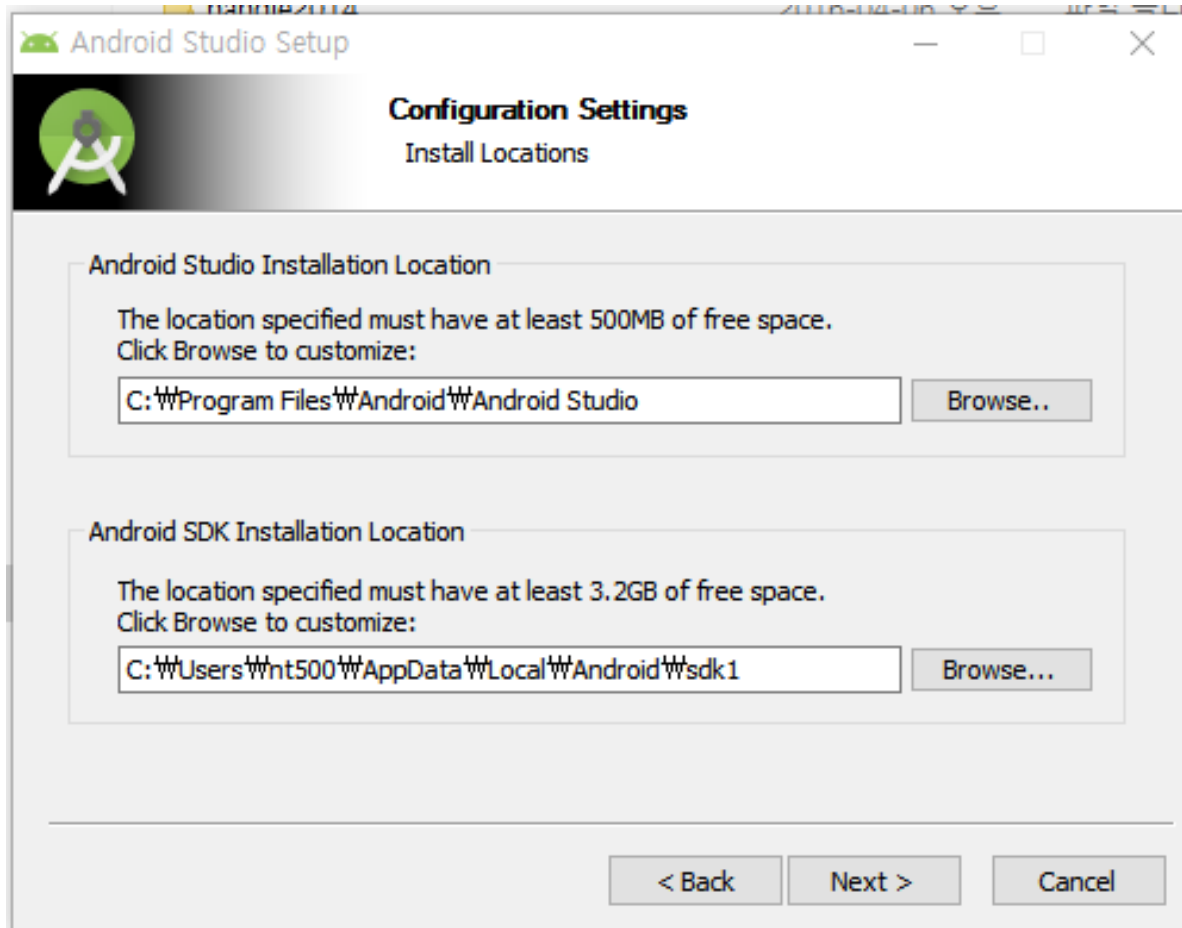 Android Studio Setup
Configuration Settings
Install Locations
Android Studio Installation Location
The location specified must have at least 500MB of free space.
Click Browse to customize:
C:₩Program Files₩Android₩Android Studio
Browse..
Android SDK Installation Location
The location specified must have at least 3.2GB of free space.
Click Browse to customize:
C:₩Users₩nt500₩AppData₩Local₩Android₩sdk1
Browse...
< Back
Next >
Cancel